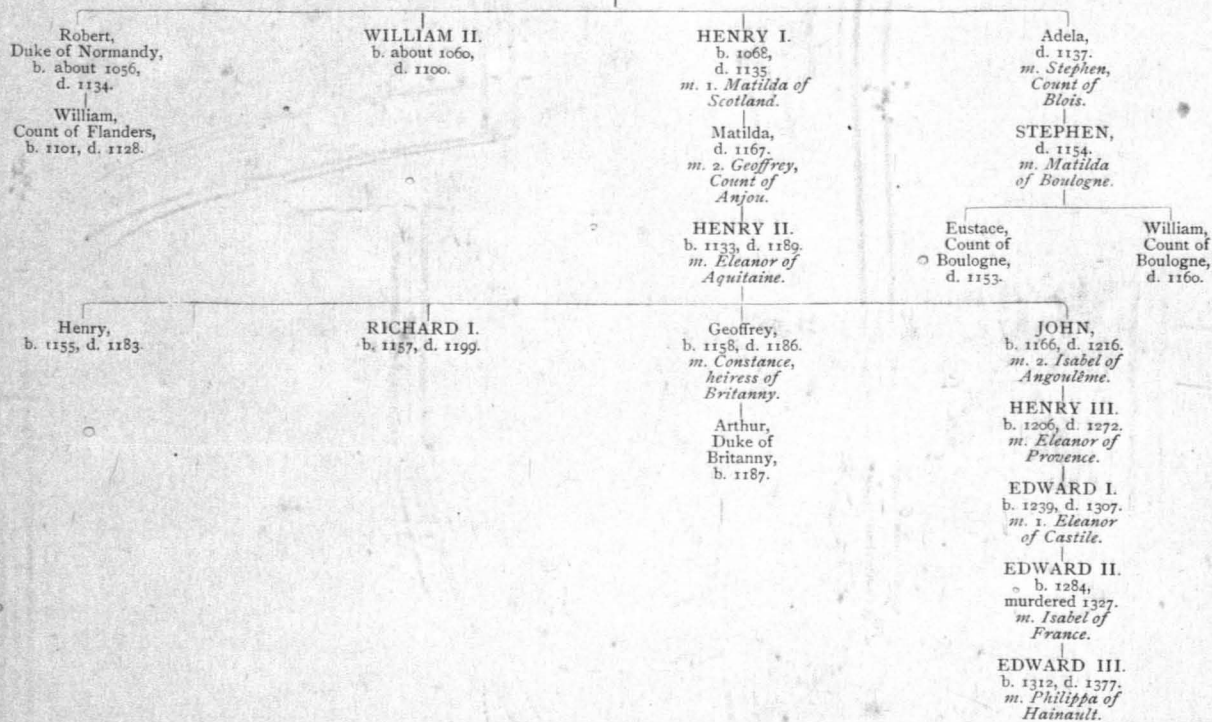 Robert,
Duke of Normandy,
b. about 1056,
d. 1134.
William,
Count of Flanders,
b. 1101, d. 1128.
WILLIAM II.
b. about 1060,
d. 1100.
HENRY I.
b. 1068,
d. 1135
m. 1. Matilda of
Scotland.
Matilda,
d. 1167.
m. 2. Geoffrey,
Count of
Anjou.
HENRY II.
b. 1133, d. 1189.
m. Eleanor of
Aquitaine.
Adela,
d. 1137.
m. Stephen,
Count of
Blois.
STEPHEN,
d. 1154.
m. Matilda
of Boulogne.
Eustace,
Count of
Boulogne,
d. 1153.
William,
Count of
Boulogne,
d. 1160.
Henry,
b. 1155, d. 1183.
RICHARD I.
b. 1157, d. 1199.
Geoffrey,
b. 1158, d. 1186.
m. Constance,
heiress of
Britanny.
Arthur,
Duke of
Britanny,
b. 1187.
JOHN,
b. 1166, d. 1216.
m. 2. Isabel of
Angoulême.
HENRY III.
b. 1206, d. 1272.
m. Eleanor of
Provence.
EDWARD I.
b. 1239, d. 1307.
m. 1. Eleanor
of Castile.
EDWARD II.
b. 1284,
murdered 1327.
m. Isabel of
France.
EDWARD III.
b. 1312, d. 1377.
m. Philippa of
Hainault.